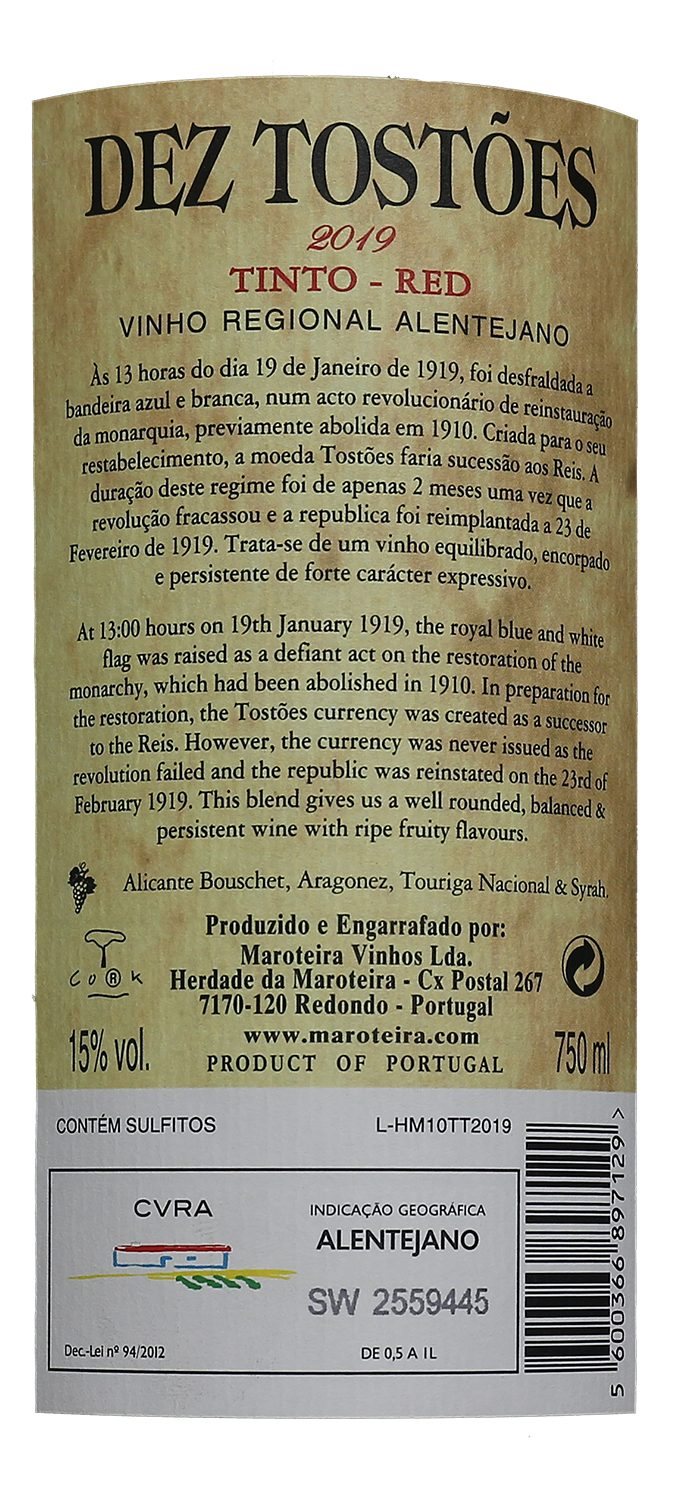 DEZ TOSTÕES
2019
TINTO - RED
VINHO REGIONAL ALENTEJANO
Às 13 horas do dia 19 de Janeiro de 1919, foi desfraldada a
bandeira azul e branca, num acto revolucionário de reinstauração
da monarquia, previamente abolida em 1910. Criada para o seu
restabelecimento, a moeda Tostões faria sucessão aos Reis. A
duração deste regime foi de apenas 2 meses uma vez que a
revolução fracassou e a republica foi reimplantada a 23 de
Fevereiro de 1919. Trata-se de um vinho equilibrado, encorpado
e persistente de forte carácter expressivo.
At 13:00 hours on 19th January 1919, the royal blue and white
flag was raised as a defiant act on the restoration of the
monarchy, which had been abolished in 1910. In preparation for
the restoration, the Tostões currency was created as a successor
to the Reis. However, the currency was never issued as the
revolution failed and the republic was reinstated on the 23rd of
February 1919. This blend gives us a well rounded, balanced &
persistent wine with ripe fruity flavours.
Alicante Bouschet, Aragonez, Touriga Nacional & Syrah.
Produzido e Engarrafado por:
Maroteira Vinhos Lda.
Herdade da Maroteira - Cx Postal 267
7170-120 Redondo - Portugal
www.maroteira.com
PRODUCT OF PORTUGAL
CO®K
15% vol.
750 ml
CONTÉM SULFITOS
L-HM10TT2019
CVRA
INDICAÇÃO GEOGRÁFICA
ALENTEJANO
SW 2559445
Dec.-Lei nº 94/2012
DE 0,5 A 1L
5 600366 897129 >